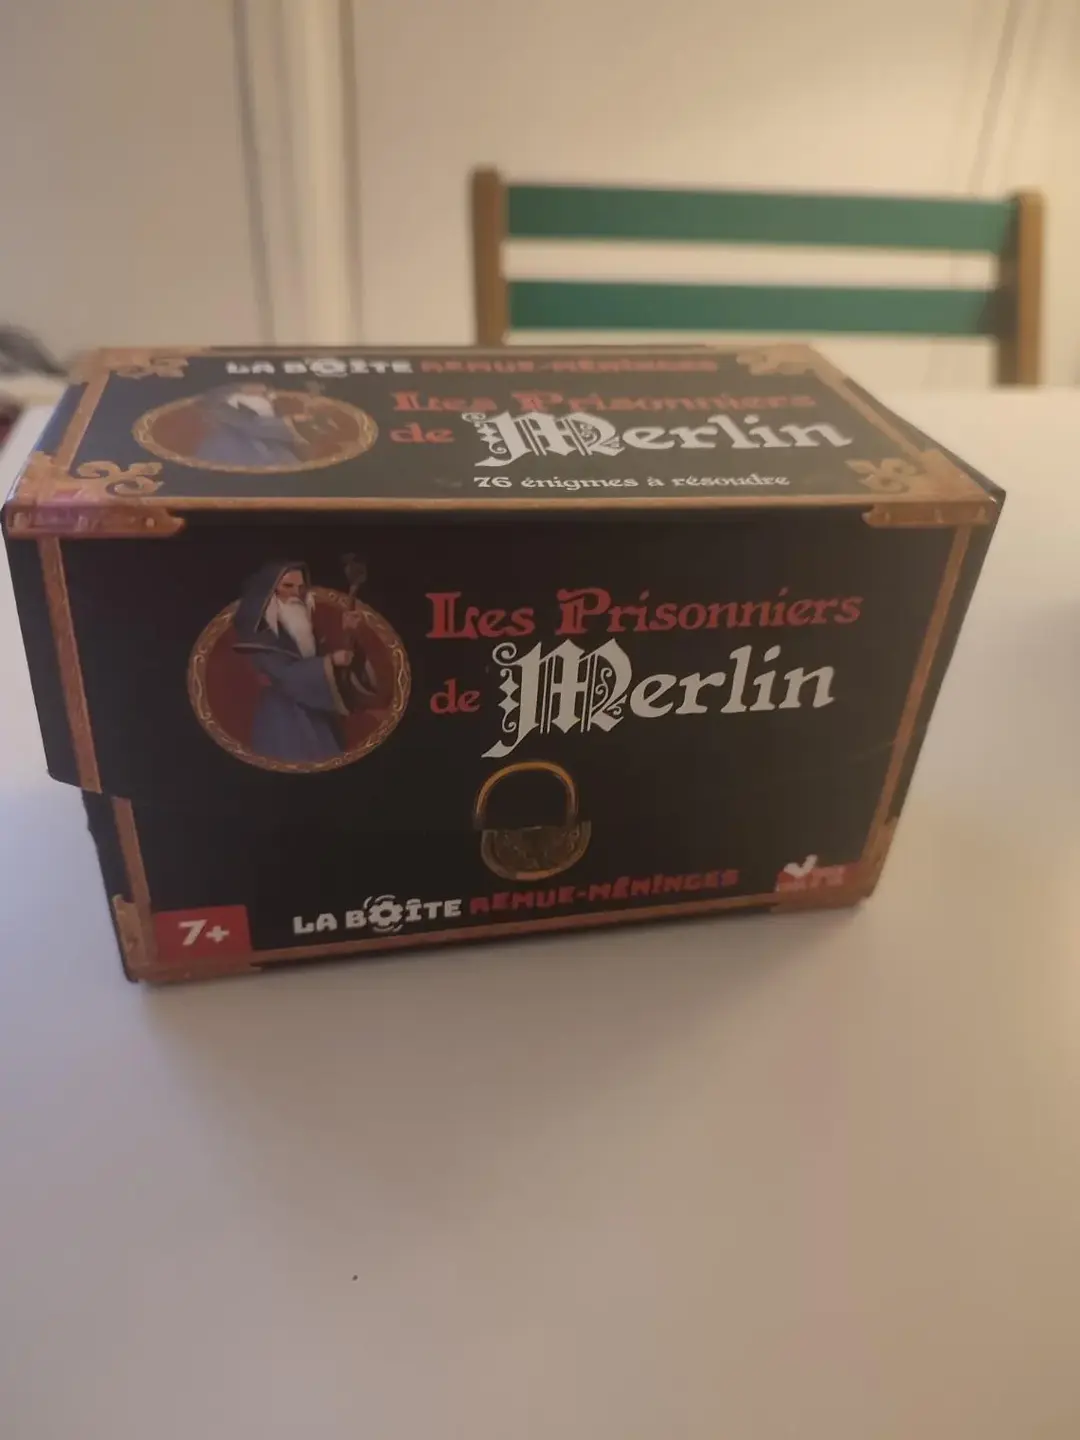 LA BOÎTE REMUE-MÉNINGES
Les Prisonniers
de Merlin
76 énigmes à résoudre
Les Prisonniers
de Merlin
LA BOÎTE REMUE-MÉNINGES
7+